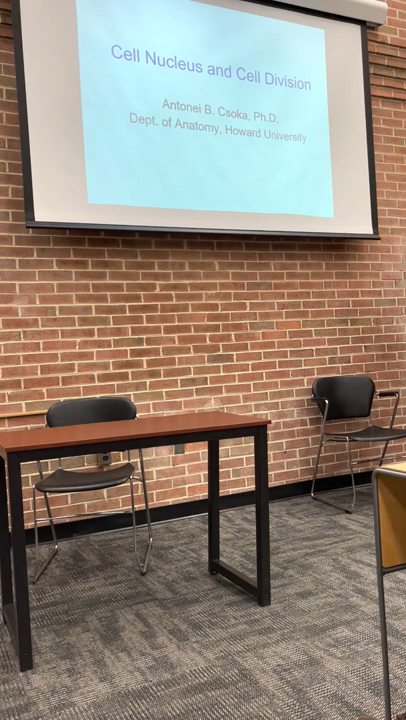 Cell Nucleus and Cell Division
Antonei B. Csoka, Ph.D.
Dept. of Anatomy, Howard University